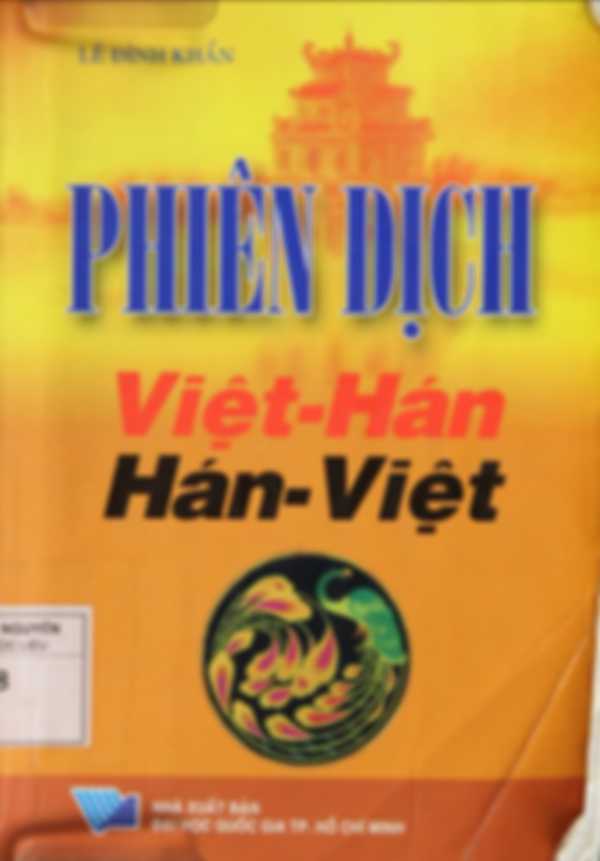 LÊ ĐÌNH KHẨN
PHIÊN DỊCH
Việt-Hán
Hán-Việt
NGUYÊN
NHÀ XUẤT BẢN
ĐẠI HỌC QUỐC GIA TP. HỒ CHÍ MINH